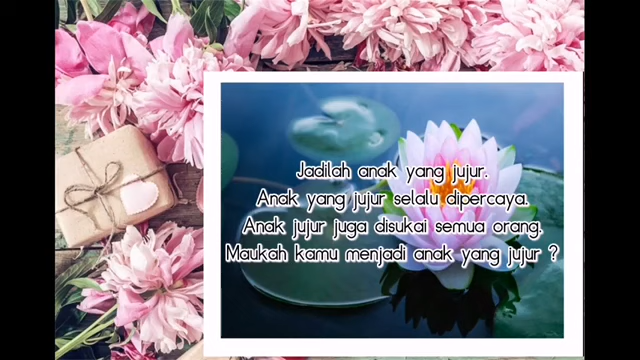 Jadilah anak yang jujur.
Anak yang jujur selalu dipercaya.
Anak jujur juga disukai semua orang.
Maukah kamu menjadi anak yang jujur ?